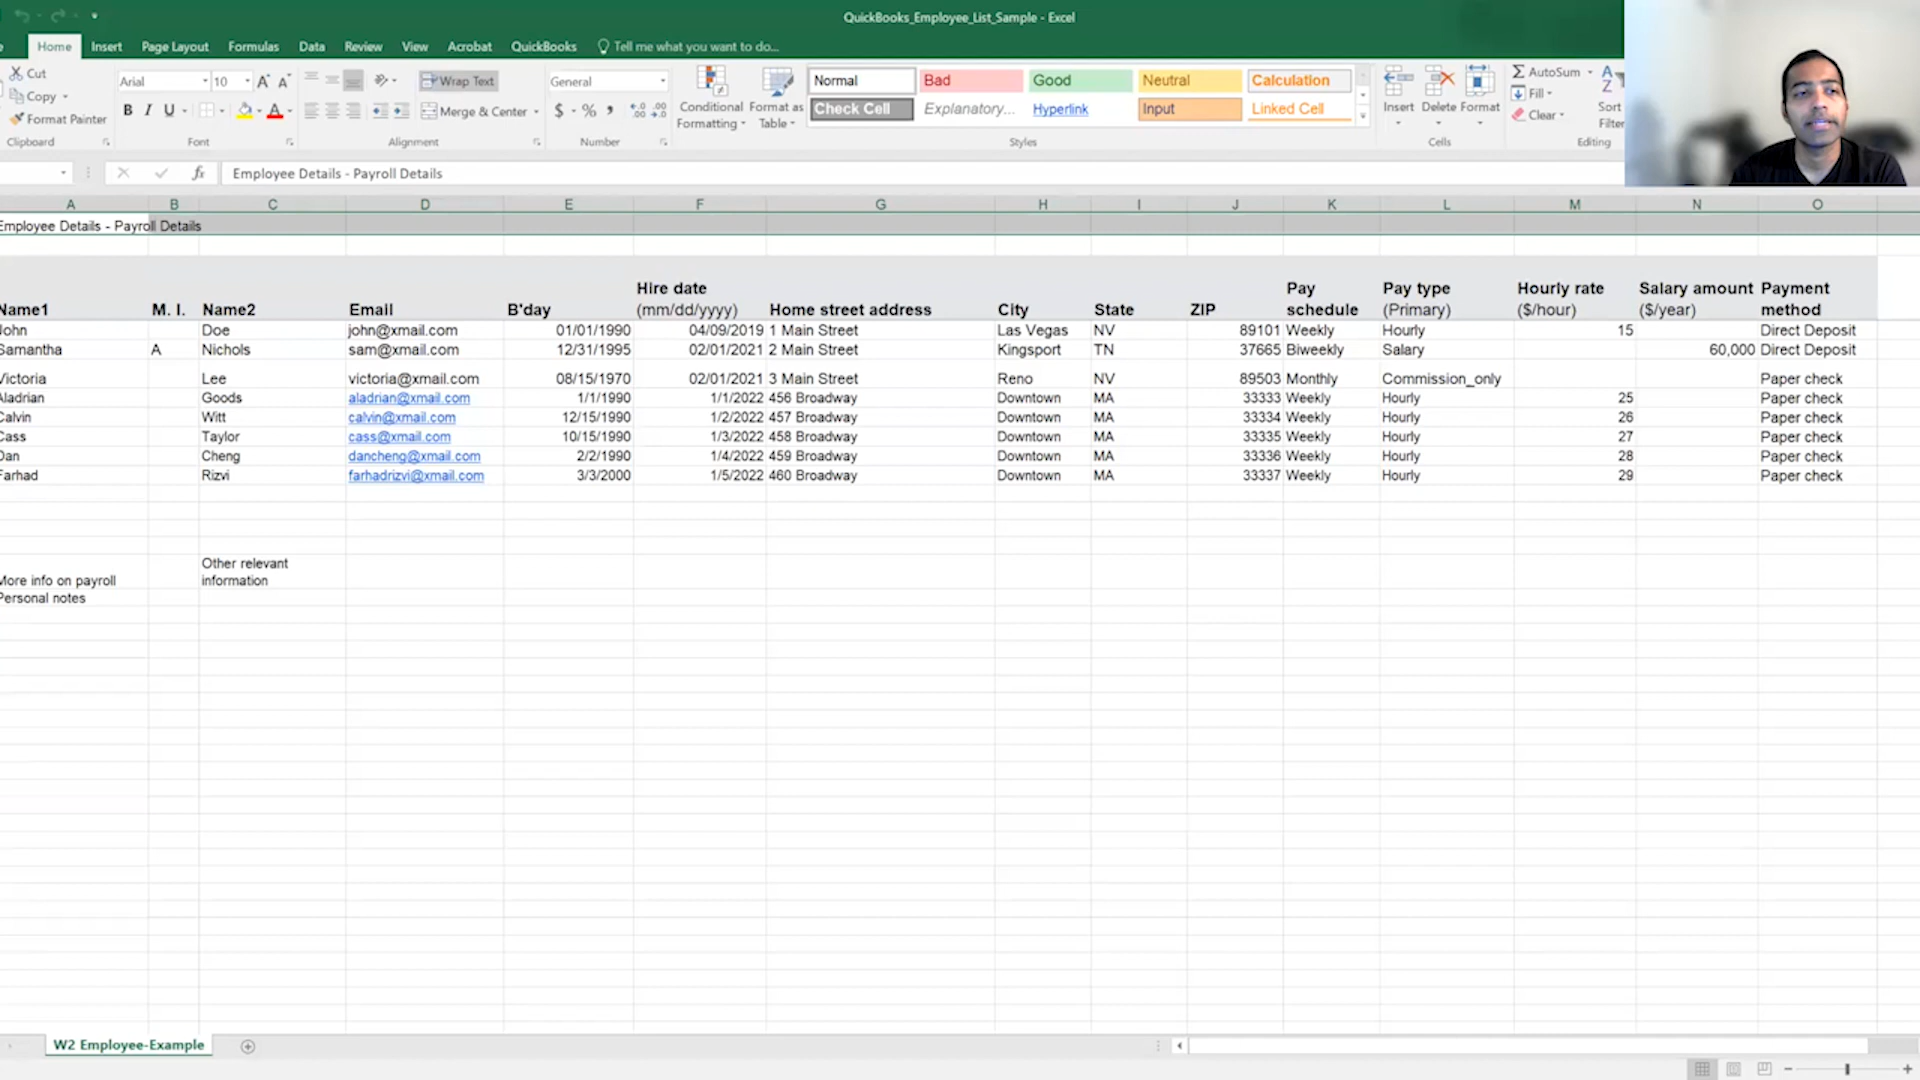 QuickBooks_Employee_List_Sample - Excel
Home Insert Page Layout Formulas Data Review View Acrobat QuickBooks Tell me what you want to do...
Cut
Copy
Format Painter
Clipboard
Arial 10
B I U
Font
Wrap Text
Merge & Center
Alignment
General
$ % ,
Number
Conditional Formatting
Format as Table
Normal Bad Good Neutral Calculation
Check Cell Explanatory... Hyperlink Input Linked Cell
Styles
Insert Delete Format
Cells
AutoSum
Fill
Clear
Sort
Filter
Editing
fx Employee Details - Payroll Details
A B C D E F G H I J K L M N O
Employee Details - Payroll Details
Name1 M. I. Name2 Email B'day Hire date (mm/dd/yyyy) Home street address City State ZIP Pay schedule Pay type (Primary) Hourly rate ($/hour) Salary amount ($/year) Payment method
John Doe john@xmail.com 01/01/1990 04/09/2019 1 Main Street Las Vegas NV 89101 Weekly Hourly 15 Direct Deposit
Samantha A Nichols sam@xmail.com 12/31/1995 02/01/2021 2 Main Street Kingsport TN 37665 Biweekly Salary 60,000 Direct Deposit
Victoria Lee victoria@xmail.com 08/15/1970 02/01/2021 3 Main Street Reno NV 89503 Monthly Commission_only Paper check
Aladrian Goods aladrian@xmail.com 1/1/1990 1/1/2022 456 Broadway Downtown MA 33333 Weekly Hourly 25 Paper check
Calvin Witt calvin@xmail.com 12/15/1990 1/2/2022 457 Broadway Downtown MA 33334 Weekly Hourly 26 Paper check
Cass Taylor cass@xmail.com 10/15/1990 1/3/2022 458 Broadway Downtown MA 33335 Weekly Hourly 27 Paper check
Dan Cheng dancheng@xmail.com 2/2/1990 1/4/2022 459 Broadway Downtown MA 33336 Weekly Hourly 28 Paper check
Farhad Rizvi farhadrizvi@xmail.com 3/3/2000 1/5/2022 460 Broadway Downtown MA 33337 Weekly Hourly 29 Paper check
Other relevant
More info on payroll information
Personal notes
W2 Employee-Example